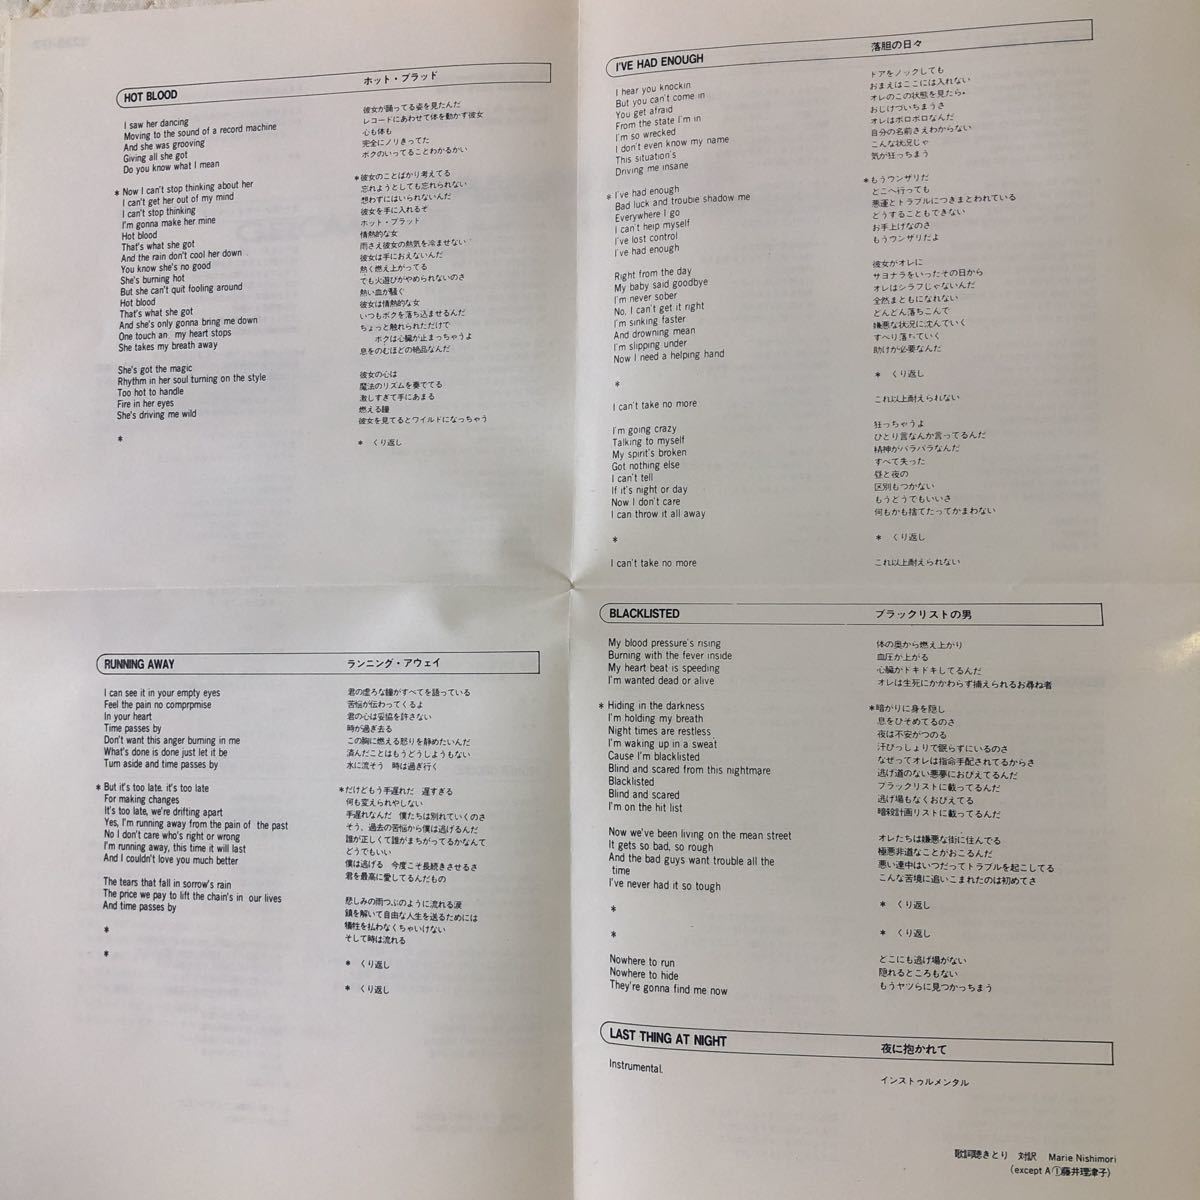 HOT BLOOD
ホット・ブラッド
I saw her dancing
Moving to the sound of a record machine
And she was grooving
Giving all she got
Do you know what I mean
* Now I can't stop thinking about her
I can't get her out of my mind
I can't stop thinking
I'm gonna make her mine
Hot blood
That's what she got
And the rain don't cool her down
You know she's no good
She's burning hot
But she can't quit fooling around
Hot blood
That's what she got
And she's only gonna bring me down
One touch an my heart stops
She takes my breath away
She's got the magic
Rhythm in her soul turning on the style
Too hot to handle
Fire in her eyes
She's driving me wild
*
彼女が踊ってる姿を見たんだ
レコードにあわせて体を動かす彼女
心も体も
完全にノリきってた
ボクのいってることわかるかい
*彼女のことばかり考えてる
忘れようとしても忘れられない
想わずにはいられないんだ
彼女を手に入れるぞ
ホット・ブラッド
情熱的な女
雨さえ彼女の熱気を冷ませない
彼女は手におえないんだ
熱く燃え上がってる
でも火遊びがやめられないのさ
熱い血が騒ぐ
彼女は情熱的な女
いつもボクを落ち込ませるんだ
ちょっと触れられただけで
ボクは心臓が止まっちゃうよ
息をのむほどの絶品なんだ
彼女の心は
魔法のリズムを奏でてる
激しすぎて手にあまる
燃える瞳
彼女を見てるとワイルドになっちゃう
* くり返し
RUNNING AWAY
ランニング・アウェイ
I can see it in your empty eyes
Feel the pain no comprpmise
In your heart
Time passes by
Don't want this anger burning in me
What's done is done just let it be
Turn aside and time passes by
* But it's too late. it's too late
For making changes
It's too late, we're drifting apart
Yes, I'm running away from the pain of the past
No I don't care who's right or wrong
I'm running away, this time it will last
And I couldn't love you much better
The tears that fall in sorrow's rain
The price we pay to lift the chain's in our lives
And time passes by
*
*
君の虚ろな瞳がすべてを語っている
苦悩が伝わってくるよ
君の心は妥協を許さない
時が過ぎ去る
この胸に燃える怒りを静めたいんだ
済んだことはもうどうしようもない
水に流そう 時は過ぎ行く
*だけどもう手遅れだ 遅すぎる
何も変えられやしない
手遅れなんだ 僕たちは別れていくのさ
そう、過去の苦悩から僕は逃げるんだ
誰が正しくて誰がまちがってるかなんて
どうでもいい
僕は逃げる 今度こそ長続きさせるさ
君を最高に愛してるんだもの
悲しみの雨つぶのように流れる涙
鎖を解いて自由な人生を送るためには
犠牲を払わなくちゃいけない
そして時は流れる
* くり返し
* くり返し
I'VE HAD ENOUGH
落胆の日々
I hear you knockin
But you can't come in
You get afraid
From the state I'm in
I'm so wrecked
I don't even know my name
This situation's
Driving me insane
* I've had enough
Bad luck and trouble shadow me
Everywhere I go
I can't help myself
I've lost control
I've had enough
Right from the day
My baby said goodbye
I'm never sober
No, I can't get it right
I'm sinking faster
And drowning mean
I'm slipping under
Now I need a helping hand
*
I can't take no more
I'm going crazy
Talking to myself
My spirit's broken
Got nothing else
I can't tell
If it's night or day
Now I don't care
I can throw it all away
*
I can't take no more
ドアをノックしても
おまえはここには入れない
オレのこの状態を見たら
おじけづいちまうさ
オレはボロボロなんだ
自分の名前さえわからない
こんな状況じゃ
気が狂っちまう
*もうウンザリだ
どこへ行っても
悪運とトラブルにつきまとわれている
どうすることもできない
お手上げなのさ
もうウンザリだよ
彼女がオレに
サヨナラをいったその日から
オレはシラフじゃないんだ
全然まともになれない
どんどん落ちこんで
嫌悪な状況に沈んでいく
すべり落ちていく
助けが必要なんだ
* くり返し
これ以上耐えられない
狂っちゃうよ
ひとり言なんか言ってるんだ
精神がバラバラなんだ
すべて失った
昼と夜の
区別もつかない
もうどうでもいいさ
何もかも捨てたってかまわない
* くり返し
これ以上耐えられない
BLACKLISTED
ブラックリストの男
My blood pressure's rising
Burning with the fever inside
My heart beat is speeding
I'm wanted dead or alive
* Hiding in the darkness
I'm holding my breath
Night times are restless
I'm waking up in a sweat
Cause I'm blacklisted
Blind and scared from this nightmare
Blacklisted
Blind and scared
I'm on the hit list
Now we've been living on the mean street
It gets so bad, so rough
And the bad guys want trouble all the
time
I've never had it so tough
*
*
Nowhere to run
Nowhere to hide
They're gonna find me now
体の奥から燃え上がり
血圧が上がる
心臓がドキドキしてるんだ
オレは生死にかかわらず捕えられるお尋ね者
*暗がりに身を隠し
息をひそめてるのさ
夜は不安がつのる
汗びっしょりで眠らずにいるのさ
なぜってオレは指命手配されてるからさ
逃げ道のない悪夢におびえてるんだ
ブラックリストに載ってるんだ
逃げ場もなくおびえてる
暗殺計画リストに載ってるんだ
オレたちは嫌悪な街に住んでる
極悪非道なことがおこるんだ
悪い連中はいつだってトラブルを起こしてる
こんな苦境に追いこまれたのは初めてさ
* くり返し
* くり返し
どこにも逃げ場がない
隠れるところもない
もうヤツらに見つかっちまう
LAST THING AT NIGHT
夜に抱かれて
Instrumental.
インストゥルメンタル
歌詞聴きとり 対訳 Marie Nishimori
(except A①藤井理津子)